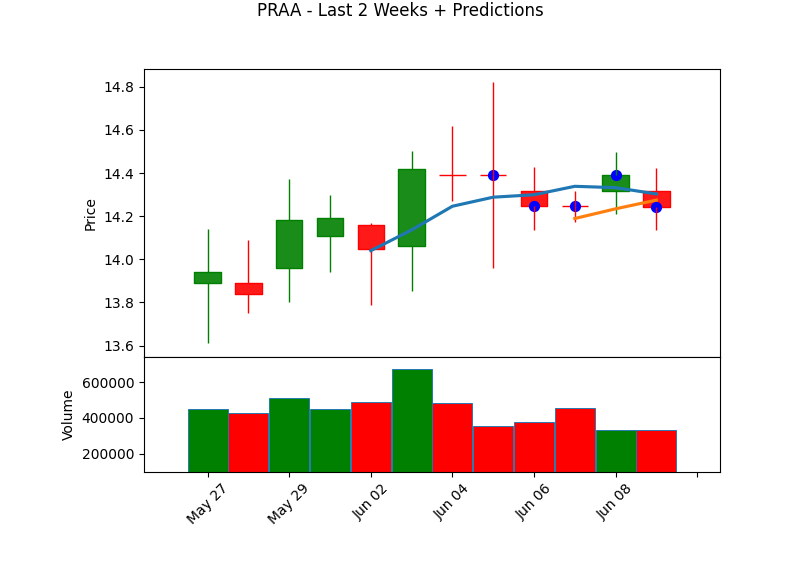 PRAA - Last 2 Weeks + Predictions
Price
14.8
14.6
14.4
14.2
14.0
13.8
13.6
Volume
600000
400000
200000
May 27
May 29
Jun 02
Jun 04
Jun 06
Jun 08